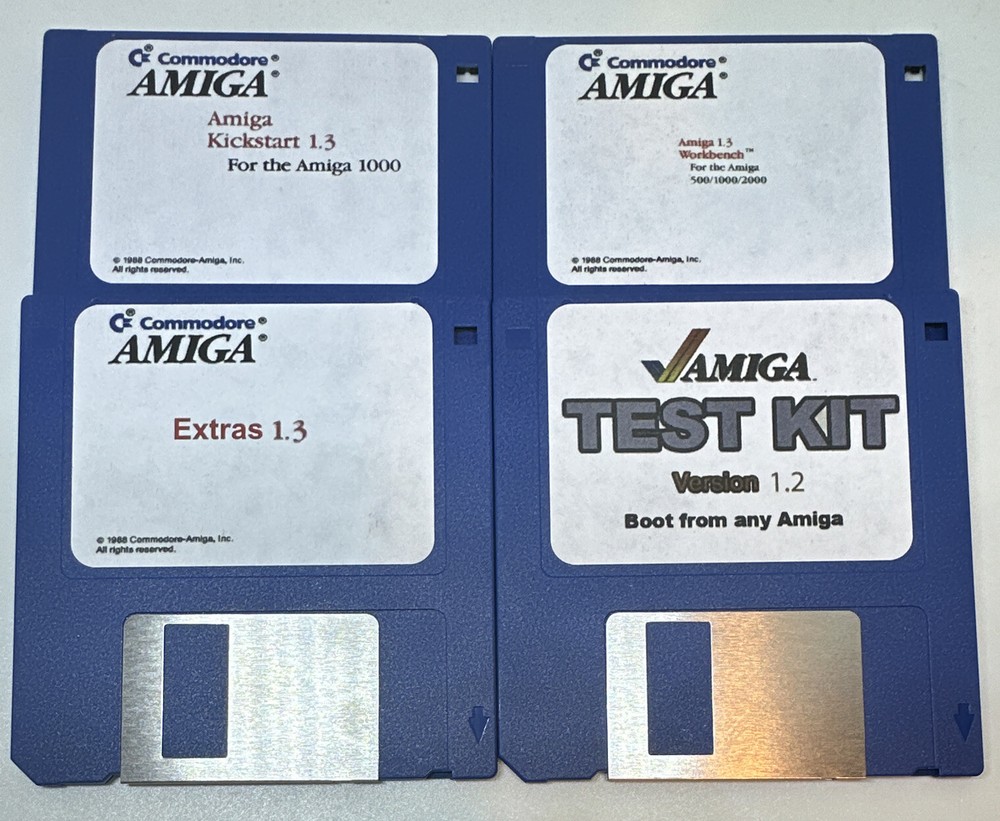 Commodore®
AMIGA®
Amiga
Kickstart 1.3
For the Amiga 1000
© 1988 Commodore-Amiga, Inc.
All rights reserved.
Commodore®
AMIGA®
Amiga 1.3
Workbench™
For the Amiga
500/1000/2000
© 1988 Commodore-Amiga, Inc.
All rights reserved.
Commodore®
AMIGA®
Extras 1.3
© 1988 Commodore-Amiga, Inc.
All rights reserved.
AMIGA
TEST KIT
Version 1.2
Boot from any Amiga